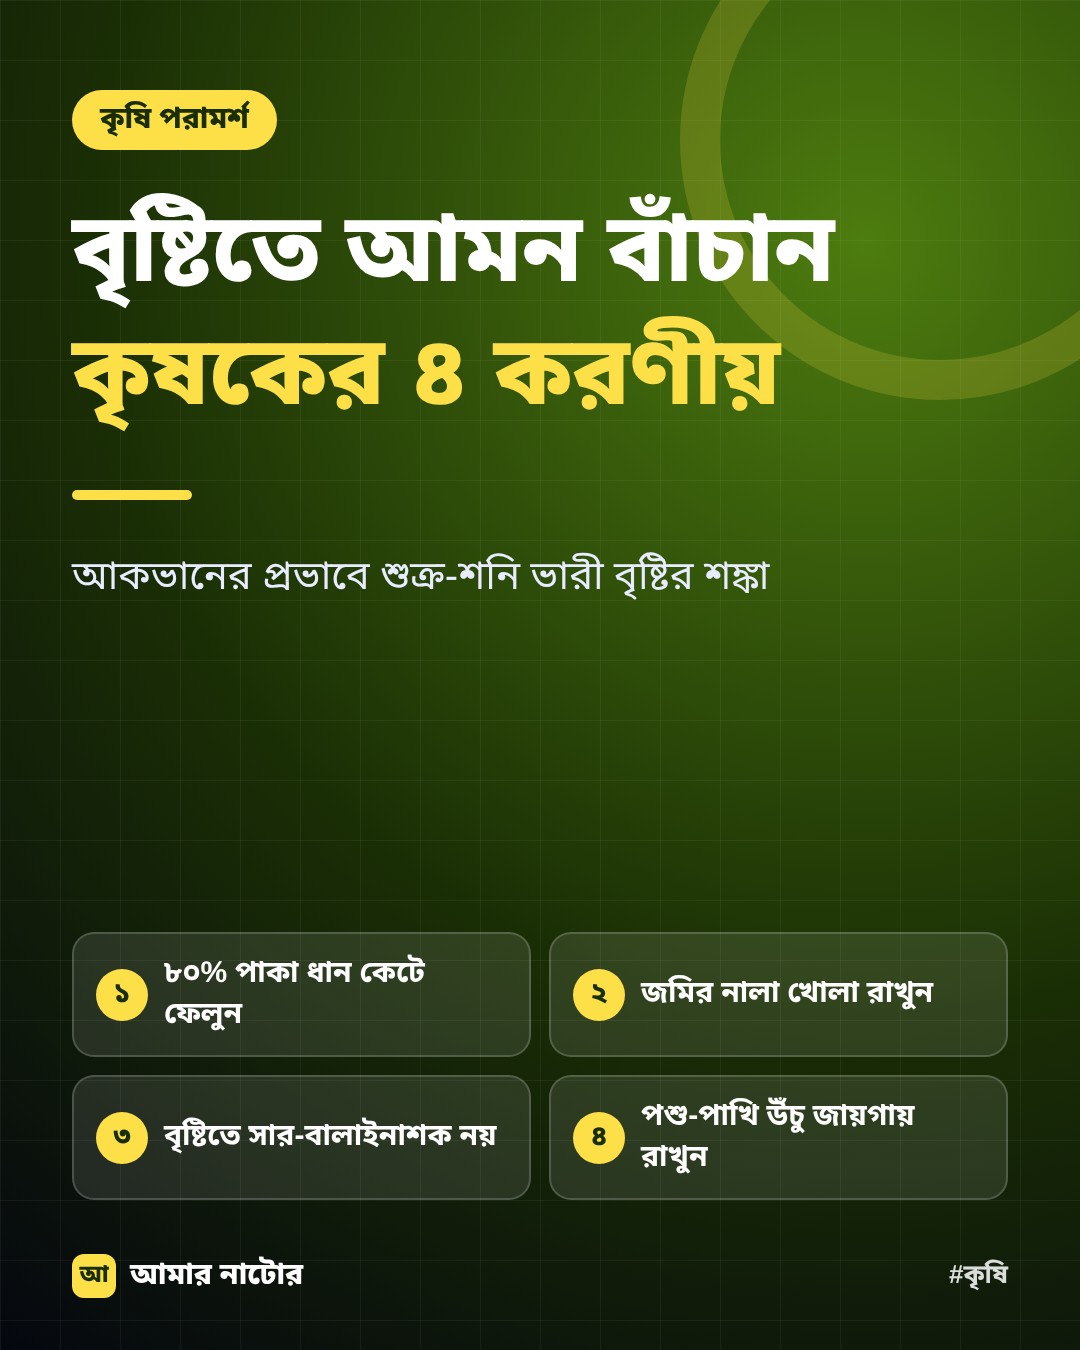 কৃষি পরামর্শ
বৃষ্টিতে আমন বাঁচান
কৃষকের ৪ করণীয়
আকভানের প্রভাবে শুক্র-শনি ভারী বৃষ্টির শঙ্কা
১
৮০% পাকা ধান কেটে
ফেলুন
২
জমির নালা খোলা রাখুন
৩
বৃষ্টিতে সার-বালাইনাশক নয়
৪
পশু-পাখি উঁচু জায়গায়
রাখুন
আ
আমার নাটোর
#কৃষি